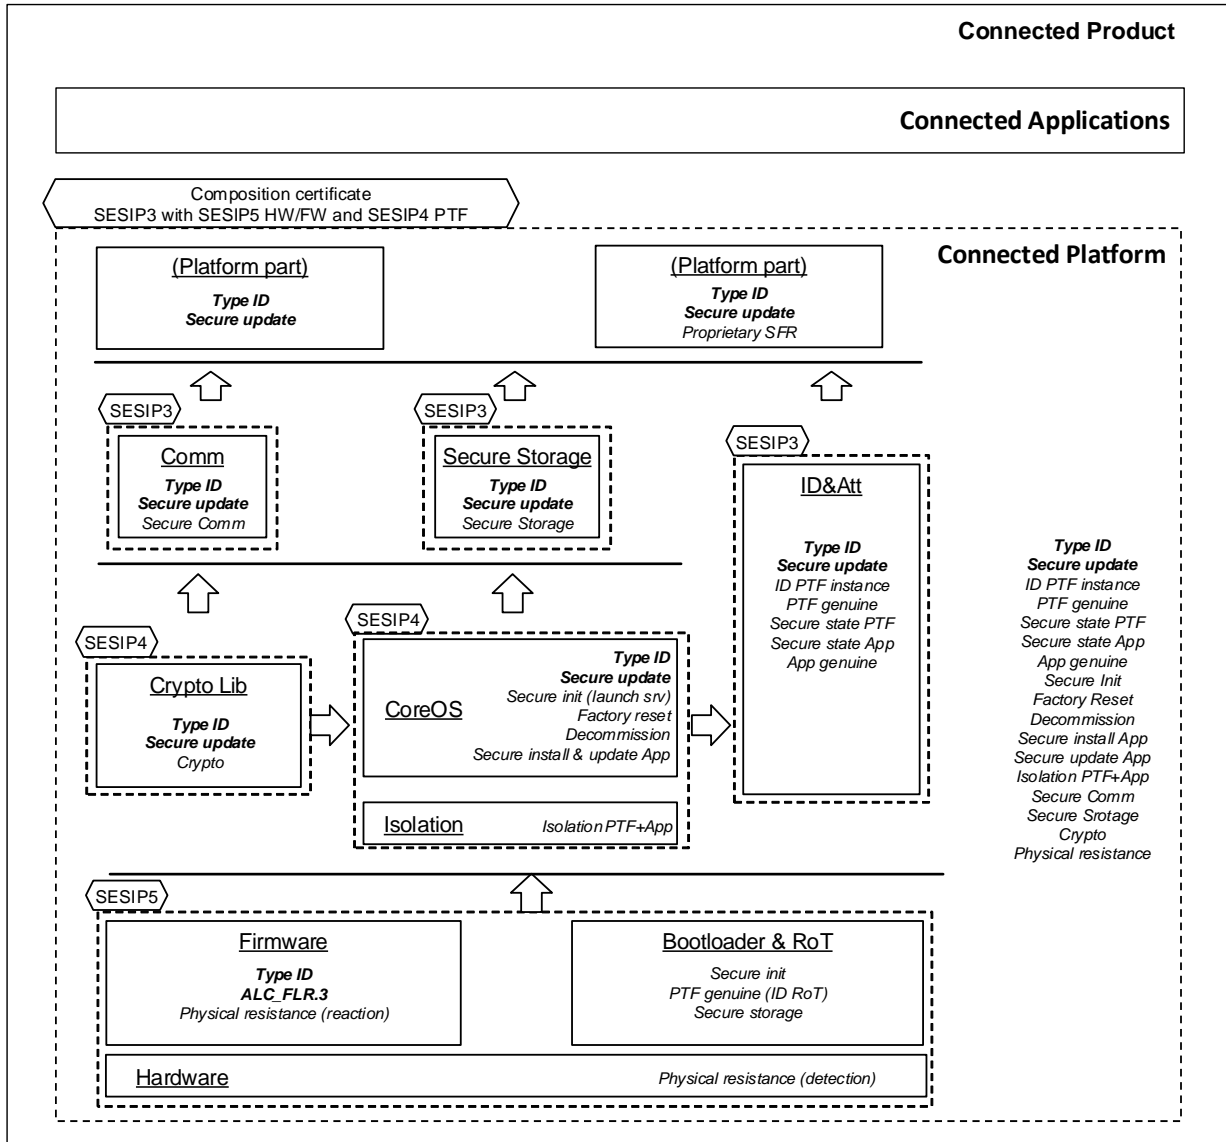 Connected Product
Connected Applications
Composition certificate
SESIP3 with SESIP5 HW/FW and SESIP4 PTF
Connected Platform
(Platform part)
Type ID
Secure update
(Platform part)
Type ID
Secure update
Proprietary SFR
SESIP3
Comm
Type ID
Secure update
Secure Comm
SESIP3
Secure Storage
Type ID
Secure update
Secure Storage
SESIP3
ID&Att
Type ID
Secure update
ID PTF instance
PTF genuine
Secure state PTF
Secure state App
App genuine
Type ID
Secure update
ID PTF instance
PTF genuine
Secure state PTF
Secure state App
App genuine
Secure Init
Factory Reset
Decommission
Secure install App
Secure update App
Isolation PTF+App
Secure Comm
Secure Srotage
Crypto
Physical resistance
SESIP4
Crypto Lib
Type ID
Secure update
Crypto
SESIP4
CoreOS
Type ID
Secure update
Secure init (launch srv)
Factory reset
Decommission
Secure install & update App
Isolation
Isolation PTF+App
SESIP5
Firmware
Type ID
ALC_FLR.3
Physical resistance (reaction)
Bootloader & RoT
Secure init
PTF genuine (ID RoT)
Secure storage
Hardware
Physical resistance (detection)